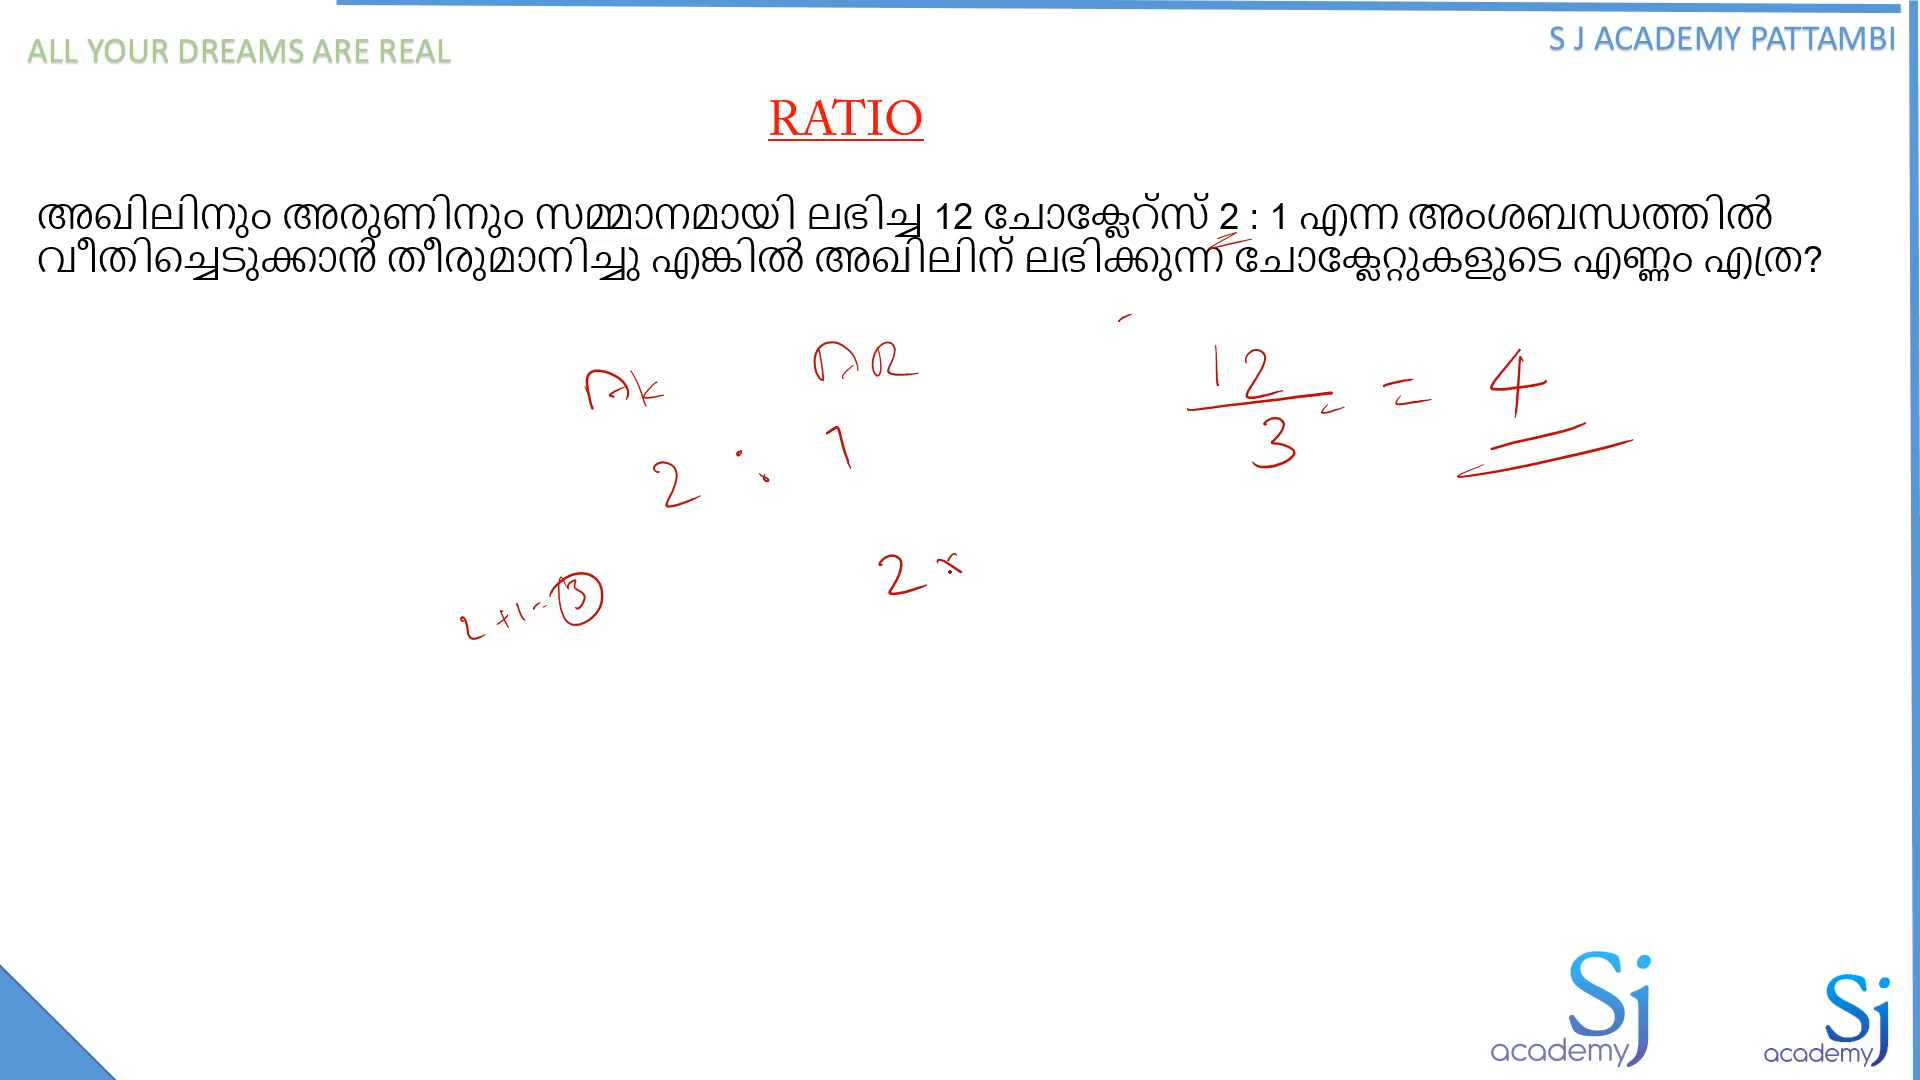 ALL YOUR DREAMS ARE REAL
S J ACADEMY PATTAMBI
RATIO
അഖിലിനും അരുണിനും സമ്മാനമായി ലഭിച്ച 12 ചോക്ലേറ്സ് 2 : 1 എന്ന അംശബന്ധത്തിൽ
വീതിച്ചെടുക്കാൻ തീരുമാനിച്ചു എങ്കിൽ അഖിലിന് ലഭിക്കുന്ന ചോക്ലേറ്റുകളുടെ എണ്ണം എത്ര?
AK AR
2 : 1
12
3
= 4
2 ×
2 + 1 = 3
Sj
academy
Sj
academy